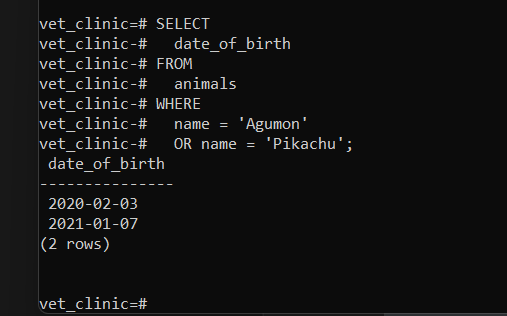 vet_clinic=# SELECT
vet_clinic-#   date_of_birth
vet_clinic-# FROM
vet_clinic-#   animals
vet_clinic-# WHERE
vet_clinic-#   name = 'Agumon'
vet_clinic-#   OR name = 'Pikachu';
 date_of_birth
---------------
 2020-02-03
 2021-01-07
(2 rows)
vet_clinic=#